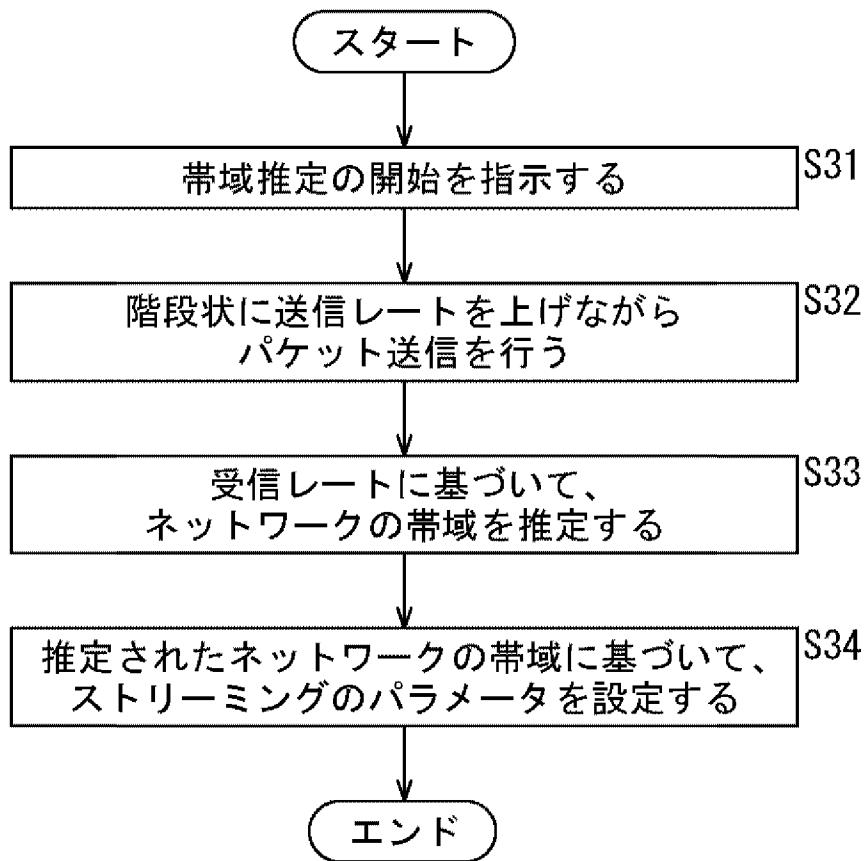 スタート
帯域推定の開始を指示する
S31
階段状に送信レートを上げながら
パケット送信を行う
S32
受信レートに基づいて、
ネットワークの帯域を推定する
S33
推定されたネットワークの帯域に基づいて、
ストリーミングのパラメータを設定する
S34
エンド